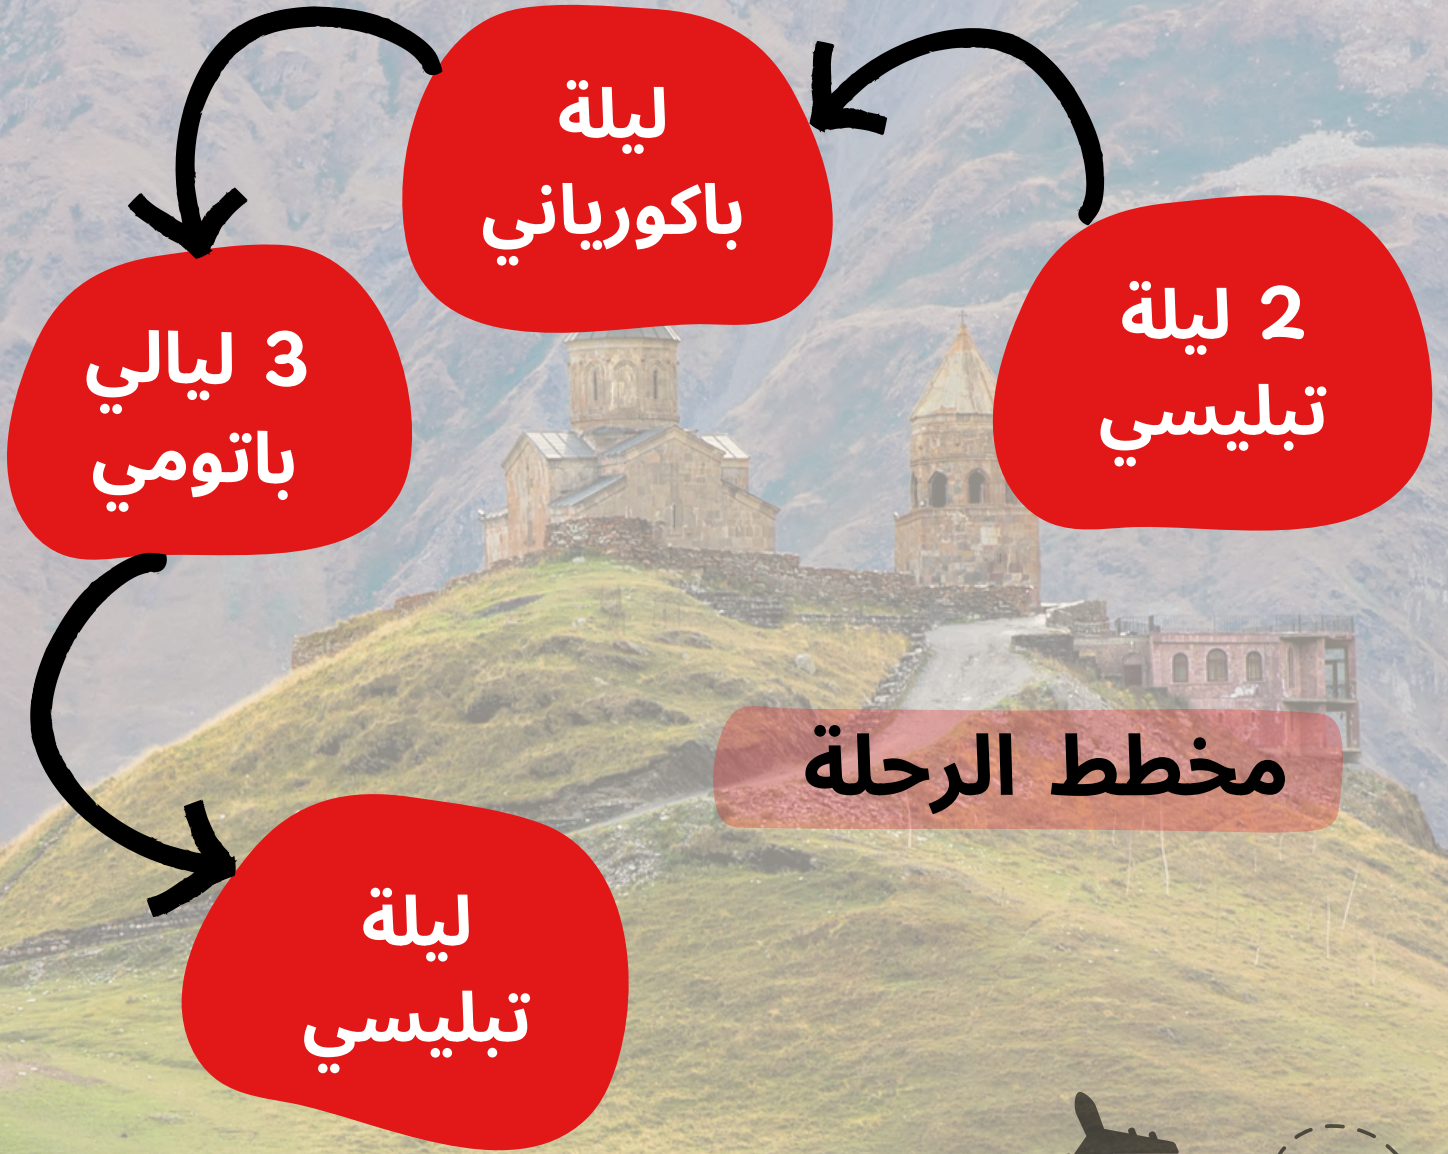 2 ليلة
تبليسي
ليلة
باكورياني
3 ليالي
باتومي
ليلة
تبليسي
مخطط الرحلة